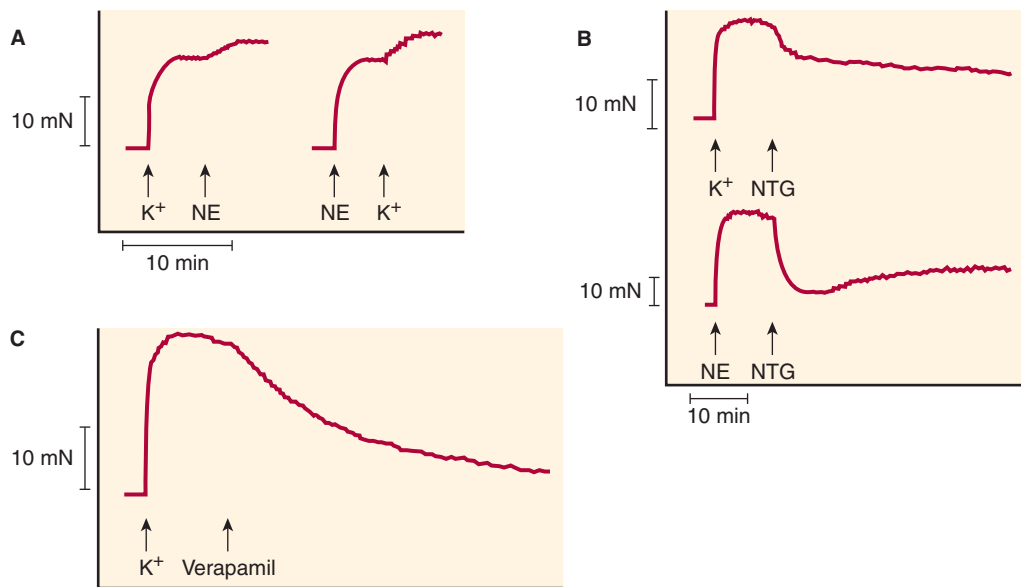 A
10 mN
K+ NE NE K+
10 min
B
10 mN
K+ NTG
10 mN
NE NTG
10 min
C
10 mN
K+ Verapamil